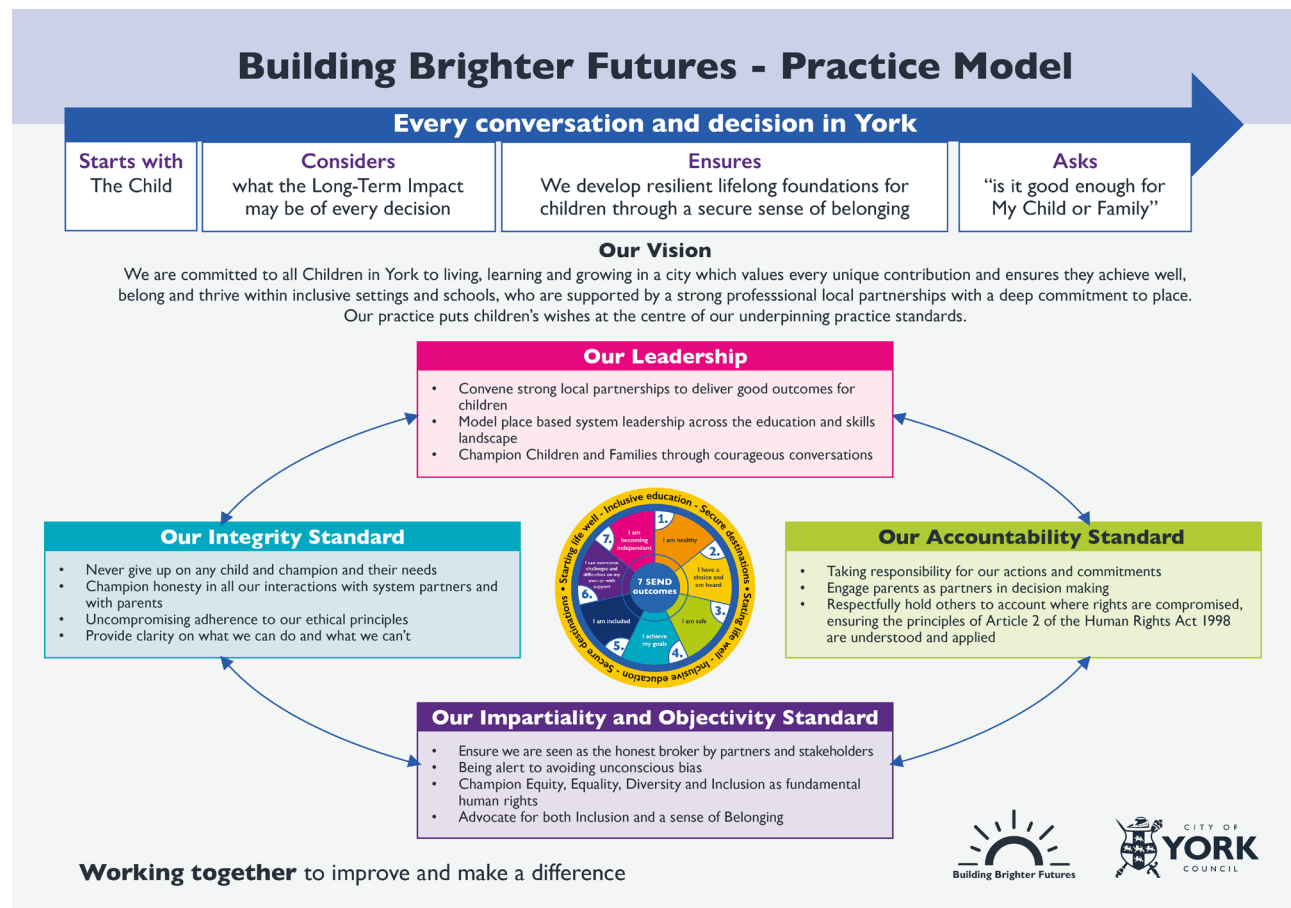 Building Brighter Futures - Practice Model
Every conversation and decision in York
Starts with
The Child
Considers
what the Long-Term Impact
may be of every decision
Ensures
We develop resilient lifelong foundations for
children through a secure sense of belonging
Asks
“is it good enough for
My Child or Family”
Our Vision
We are committed to all Children in York to living, learning and growing in a city which values every unique contribution and ensures they achieve well,
belong and thrive within inclusive settings and schools, who are supported by a strong professsional local partnerships with a deep commitment to place.
Our practice puts children’s wishes at the centre of our underpinning practice standards.
Our Leadership
• Convene strong local partnerships to deliver good outcomes for
children
• Model place based system leadership across the education and skills
landscape
• Champion Children and Families through courageous conversations
Our Integrity Standard
• Never give up on any child and champion and their needs
• Champion honesty in all our interactions with system partners and
with parents
• Uncompromising adherence to our ethical principles
• Provide clarity on what we can do and what we can’t
• Starting life well - Inclusive education - Secure destinations
• Staring life well - Inclusive education - Secure destinations
7 SEND
outcomes
1.
I am healthy
2.
I have a
choice and
am heard
3.
I am safe
4.
I achieve
my goals
5.
I am included
6.
I can overcome
challenges and
difficulties on my
own or with
support
7.
I am
becoming
independent
Our Accountability Standard
• Taking responsibility for our actions and commitments
• Engage parents as partners in decision making
• Respectfully hold others to account where rights are compromised,
ensuring the principles of Article 2 of the Human Rights Act 1998
are understood and applied
Our Impartiality and Objectivity Standard
• Ensure we are seen as the honest broker by partners and stakeholders
• Being alert to avoiding unconscious bias
• Champion Equity, Equality, Diversity and Inclusion as fundamental
human rights
• Advocate for both Inclusion and a sense of Belonging
Working together to improve and make a difference
Building Brighter Futures
CITY OF
YORK
COUNCIL